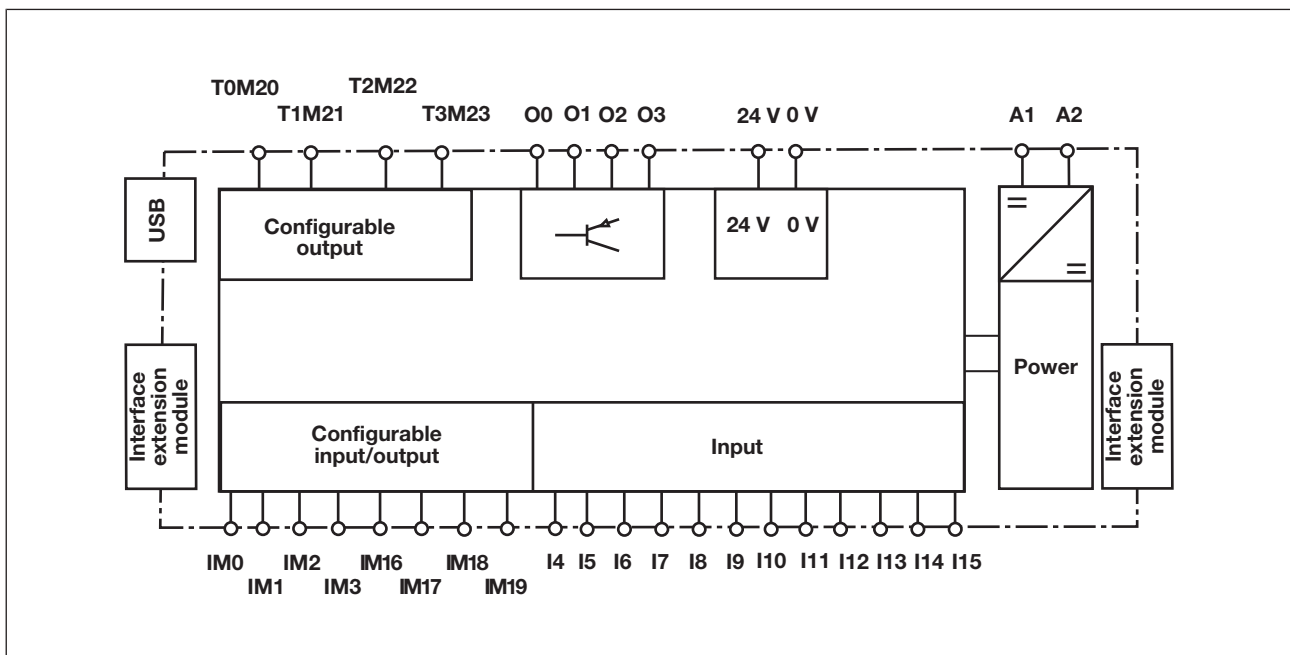 T0M20
T2M22
T1M21
T3M23
O0 O1 O2 O3
24 V 0 V
A1 A2
USB
Configurable
output
24 V 0 V
Interface
extension
module
Power
Interface
extension
module
Configurable
input/output
Input
IM0 IM2 IM16 IM18 I4 I5 I6 I7 I8 I9 I10 I11 I12 I13 I14 I15
IM1 IM3 IM17 IM19